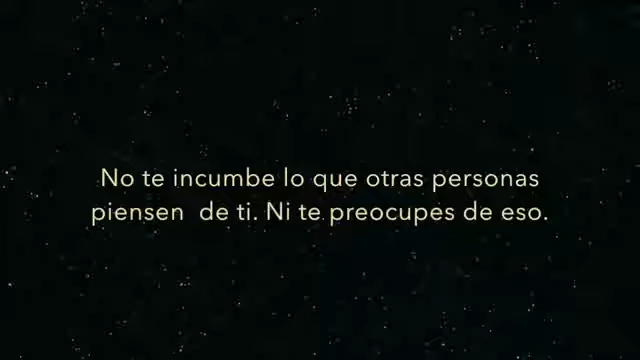 No te incumbe lo que otras personas
piensen  de ti. Ni te preocupes de eso.